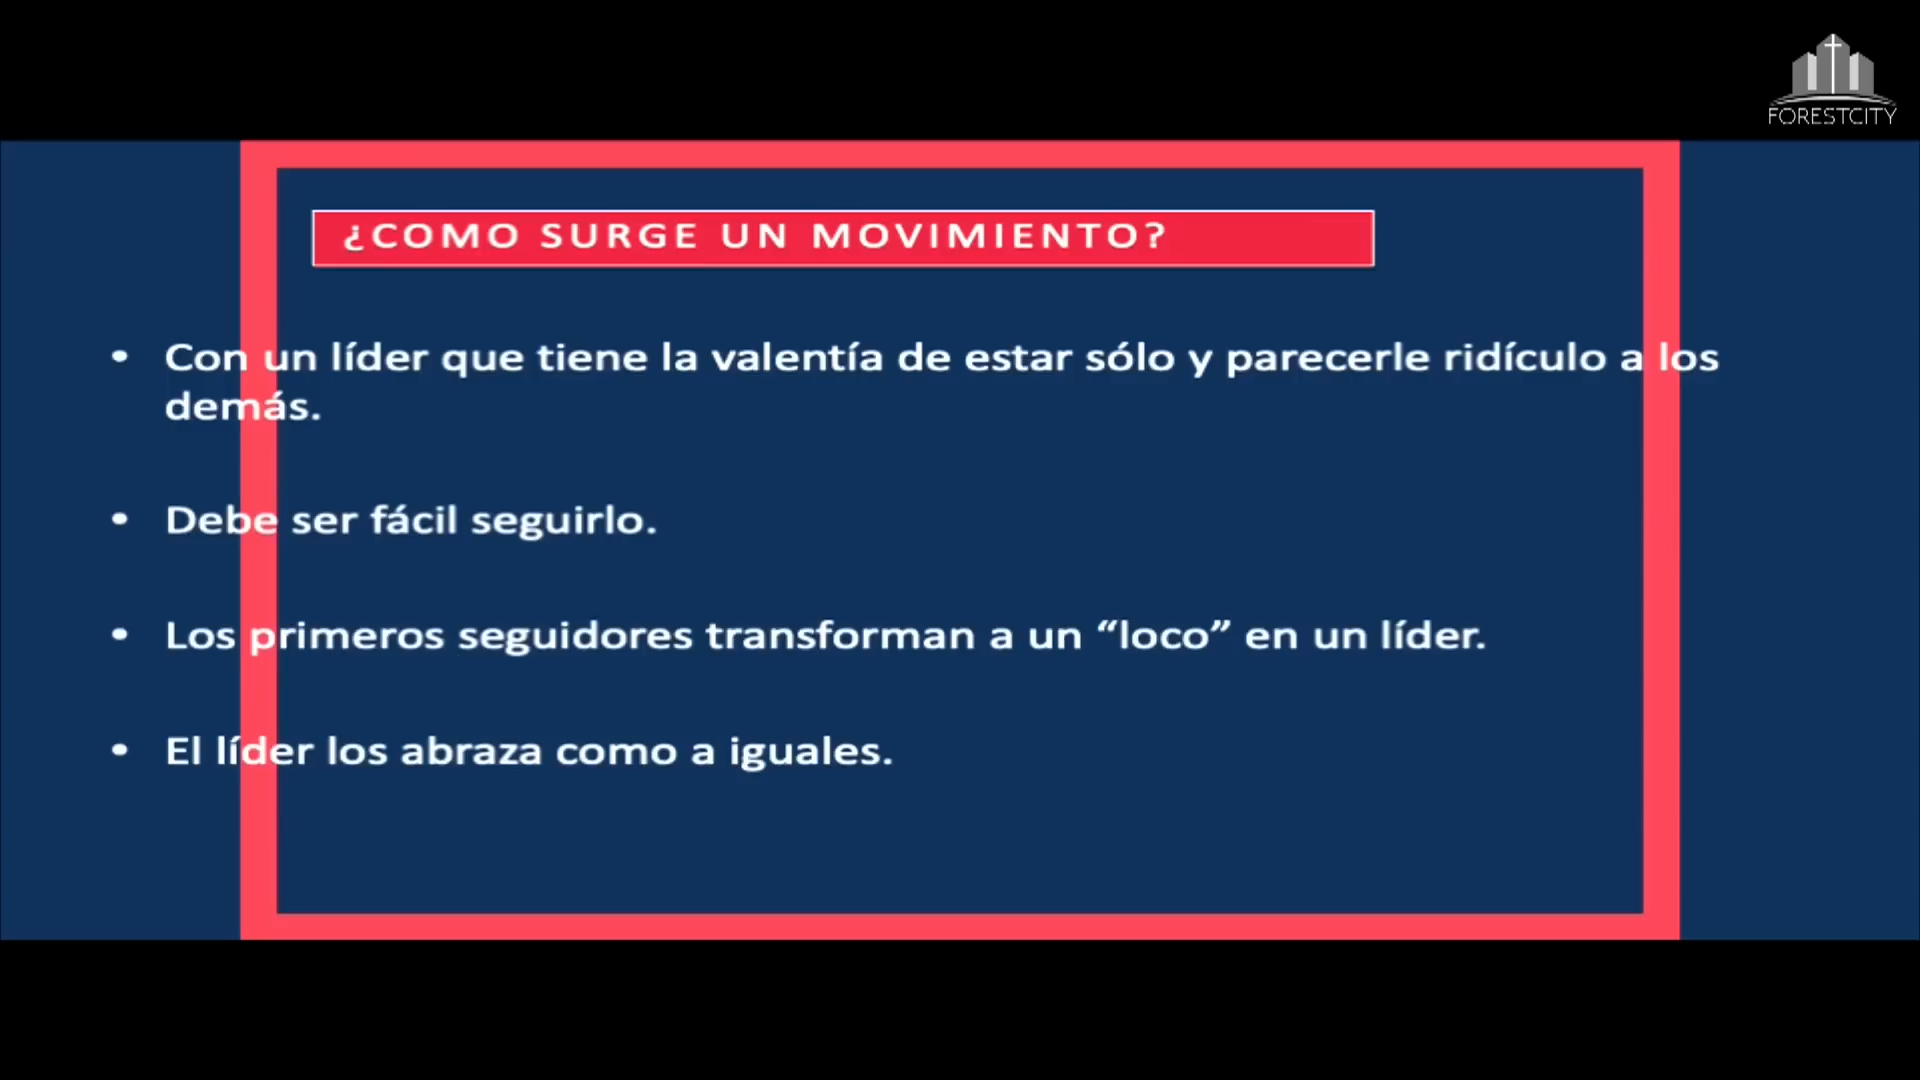 FORESTCITY
¿COMO SURGE UN MOVIMIENTO?
• Con un líder que tiene la valentía de estar sólo y parecerle ridículo a los
demás.
• Debe ser fácil seguirlo.
• Los primeros seguidores transforman a un “loco” en un líder.
• El líder los abraza como a iguales.